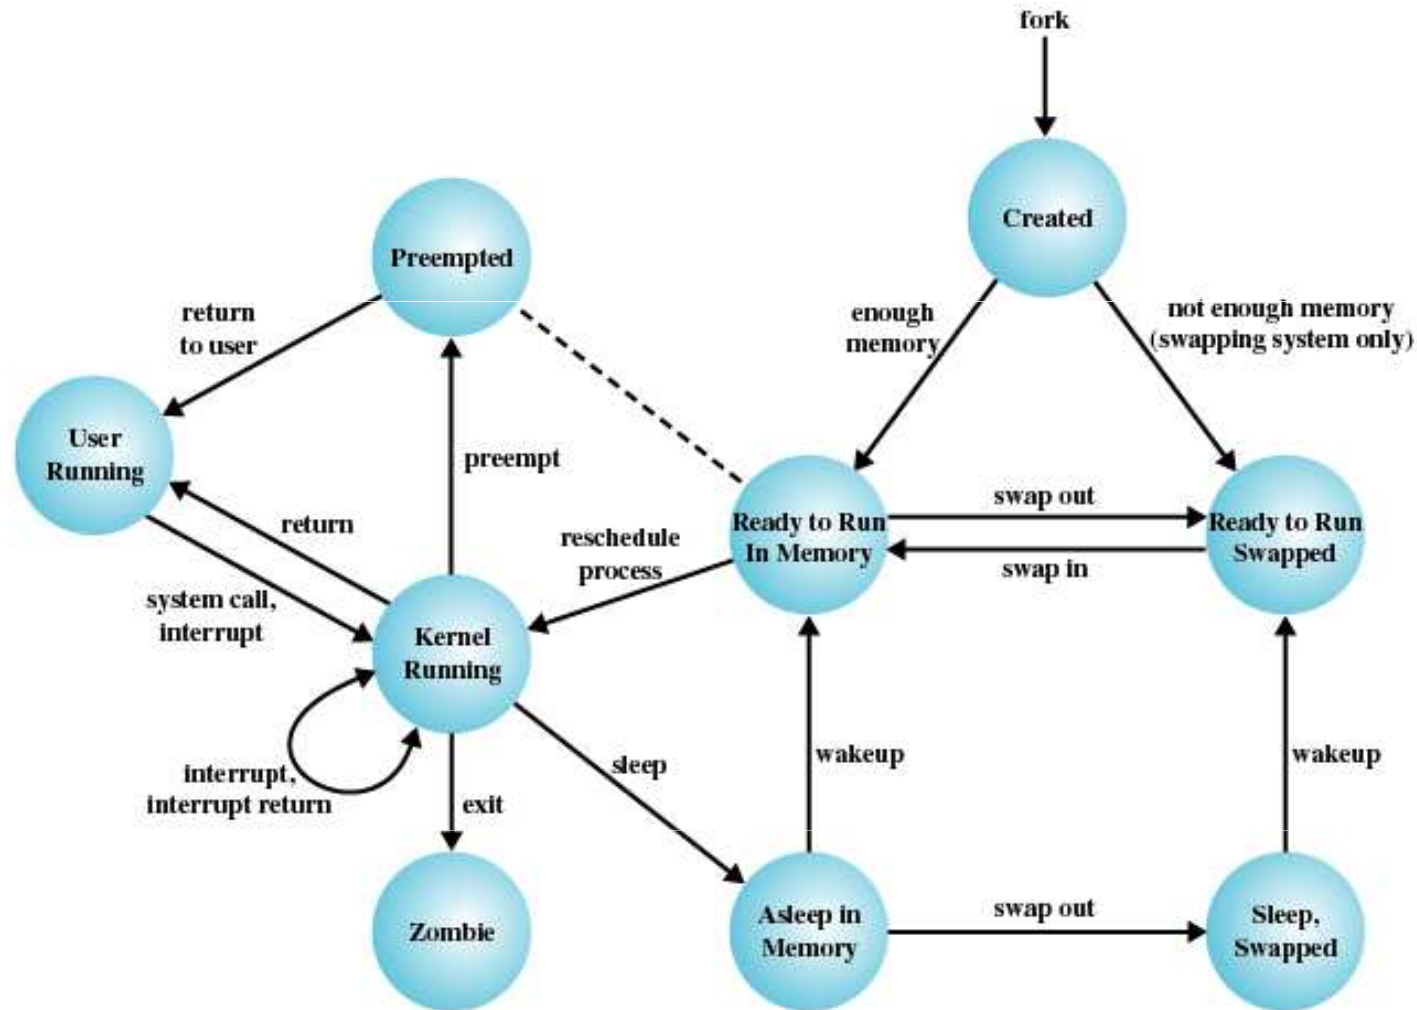 fork
Created
Preempted
return
to user
enough
memory
not enough memory
(swapping system only)
User
Running
preempt
return
reschedule
process
Ready to Run
In Memory
swap out
swap in
Ready to Run
Swapped
system call,
interrupt
Kernel
Running
interrupt,
interrupt return
exit
sleep
wakeup
wakeup
Zombie
Asleep in
Memory
swap out
Sleep,
Swapped